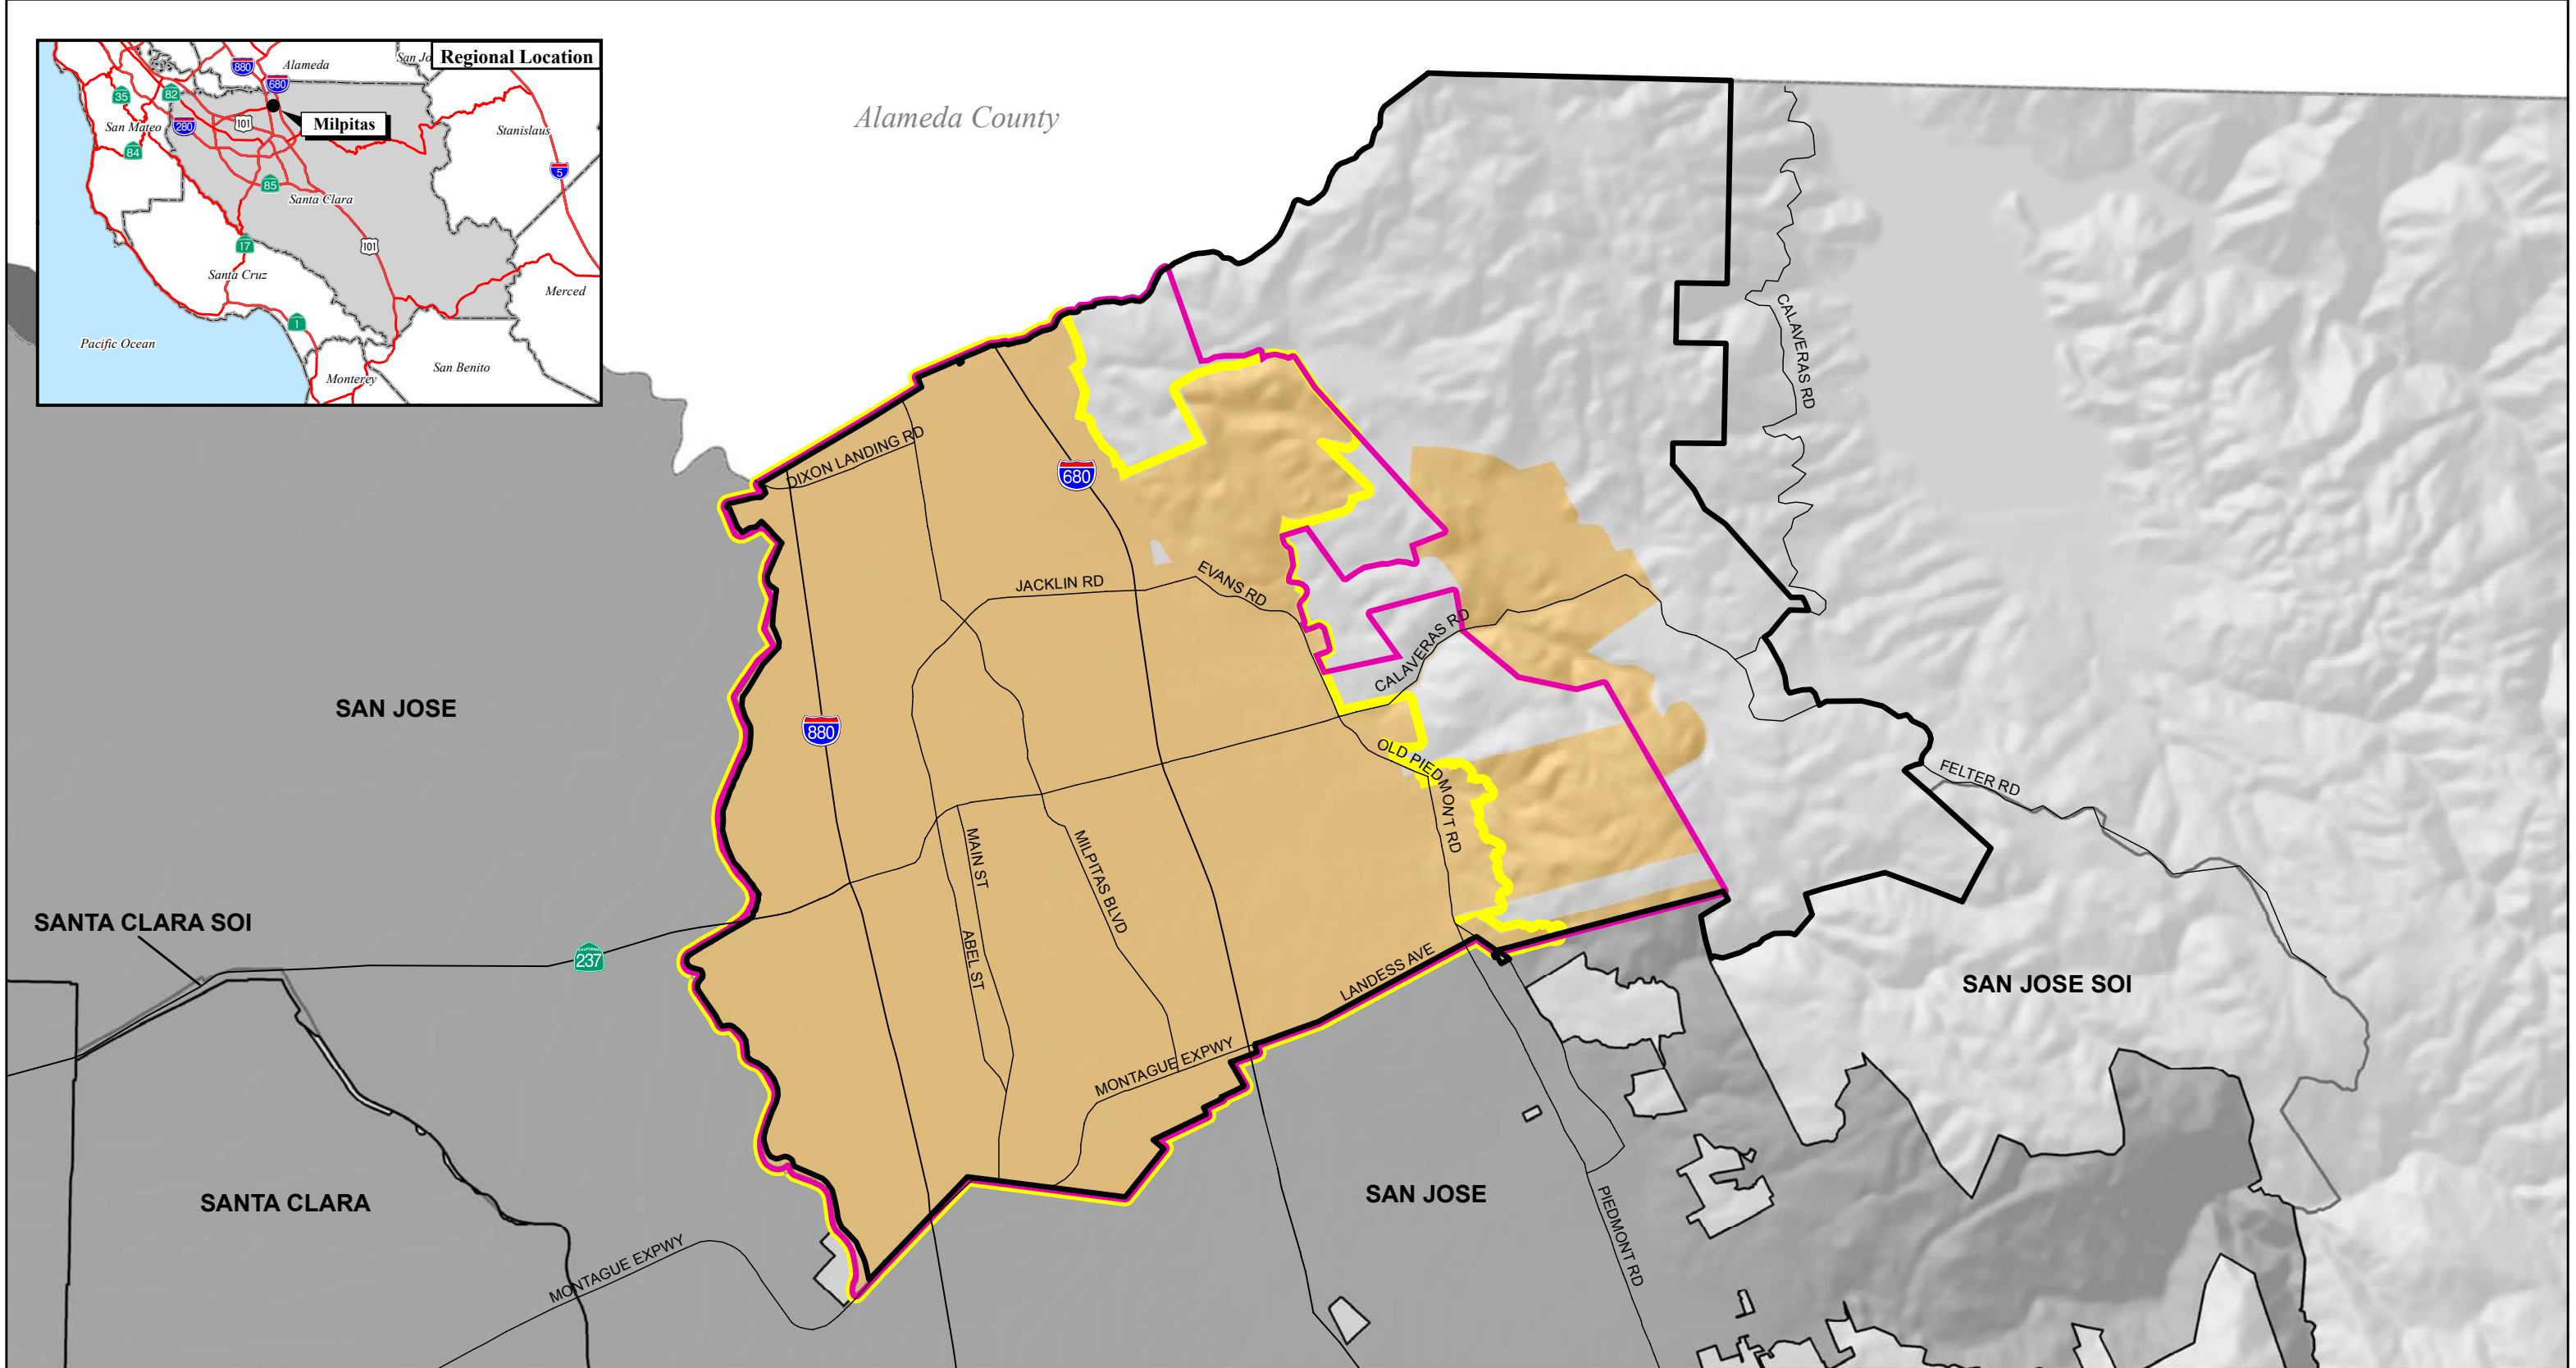 Regional Location
880
Alameda
San Jo
680
35
82
Milpitas
San Mateo
280
101
Stanislaus
84
5
85
Santa Clara
101
17
Santa Cruz
Merced
1
Pacific Ocean
San Benito
Monterey
Alameda County
CALAVERAS RD
DIXON LANDING RD
680
JACKLIN RD
EVANS RD
CALAVERAS RD
SAN JOSE
880
OLD PIEDMONT RD
FELTER RD
MAIN ST
MILPITAS BLVD
SANTA CLARA SOI
CALIFORNIA
237
ABEL ST
LANDESS AVE
SAN JOSE SOI
MONTAGUE EXPWY
SANTA CLARA
SAN JOSE
PIEDMONT RD
MONTAGUE EXPWY